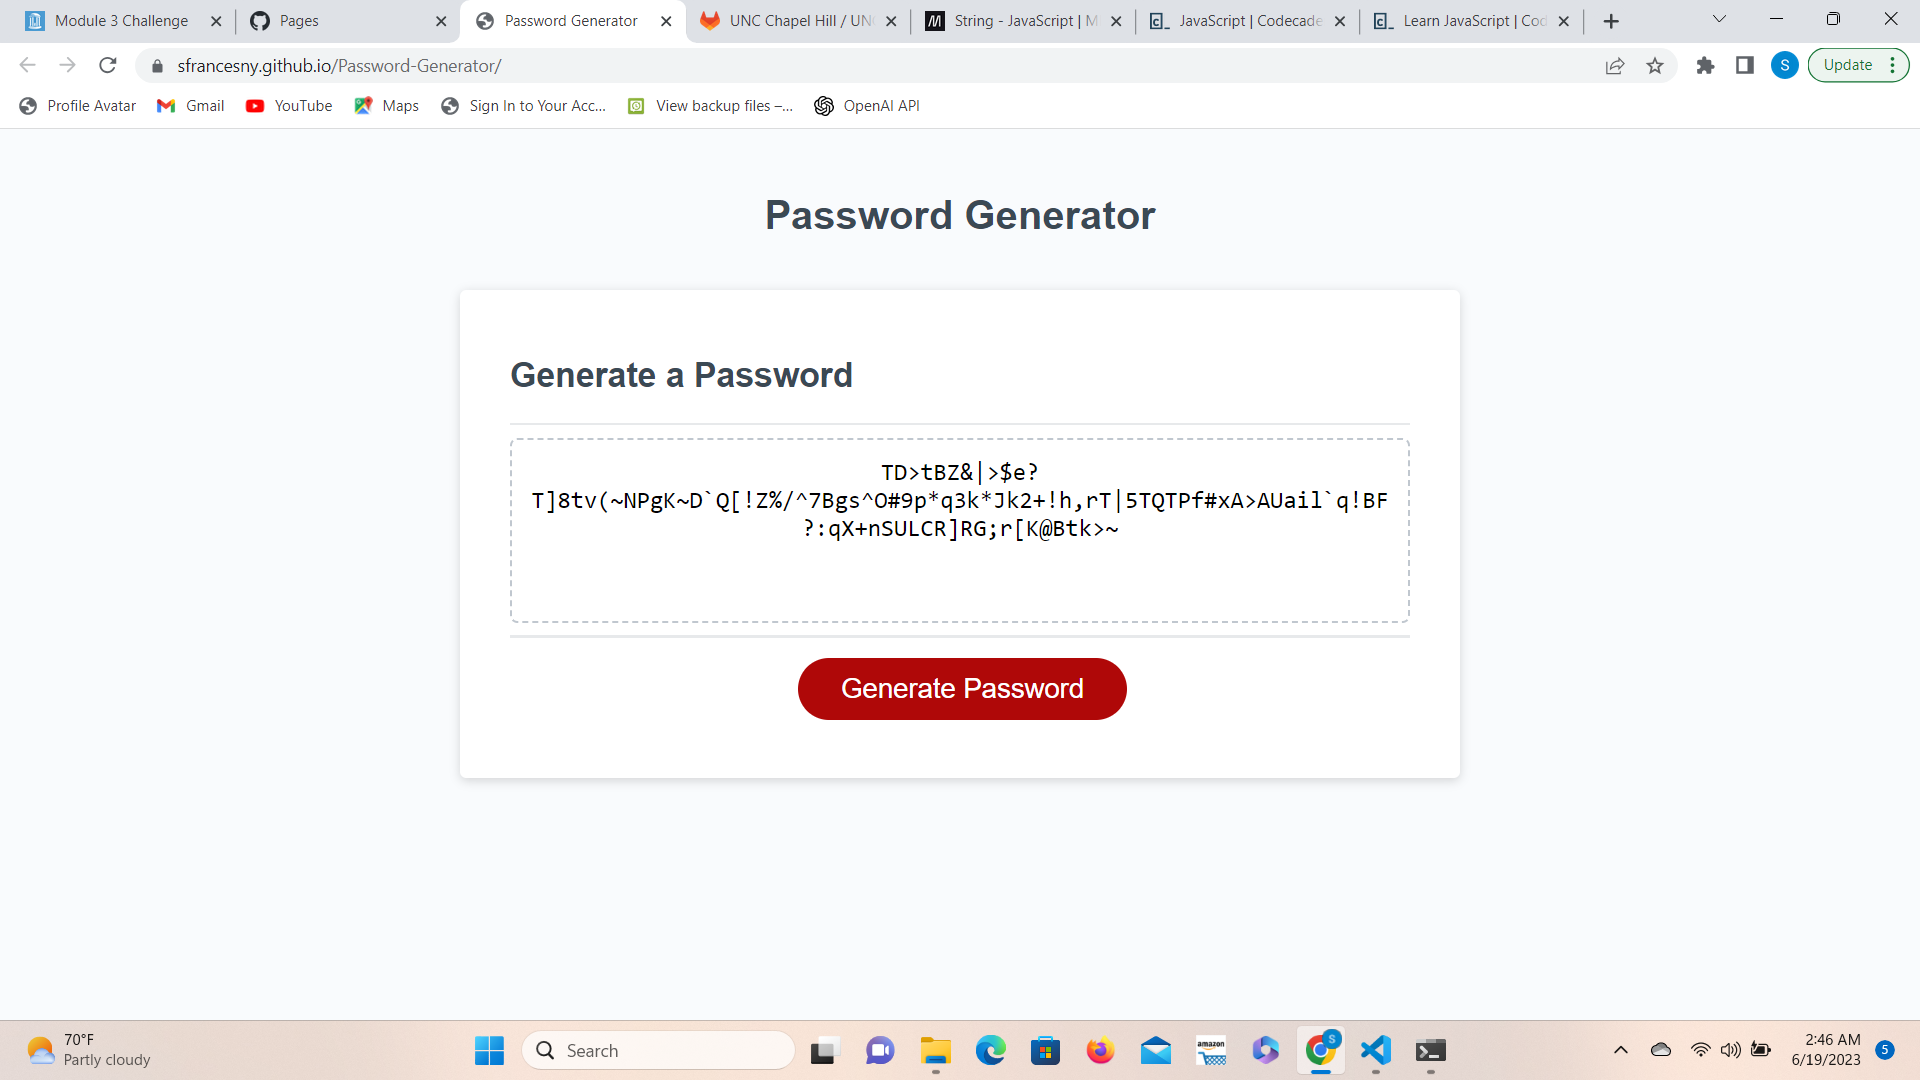 Module 3 Challenge
Pages
Password Generator
UNC Chapel Hill / UN
String - JavaScript | M
JavaScript | Codecade
Learn JavaScript | Cod
sfrancesny.github.io/Password-Generator/
S
Update
Profile Avatar
Gmail
YouTube
Maps
Sign In to Your Acc...
View backup files –...
OpenAI API
Password Generator
Generate a Password
TD>tBZ&|>$e?
T]8tv(~NPgK~D`Q[!Z%/^7Bgs^O#9p*q3k*Jk2+!h,rT|5TQTPf#xA>AUail`q!BF
?:qX+nSULCR]RG;r[K@Btk>~
Generate Password
70°F
Partly cloudy
Search
amazon
S
2:46 AM
6/19/2023
5